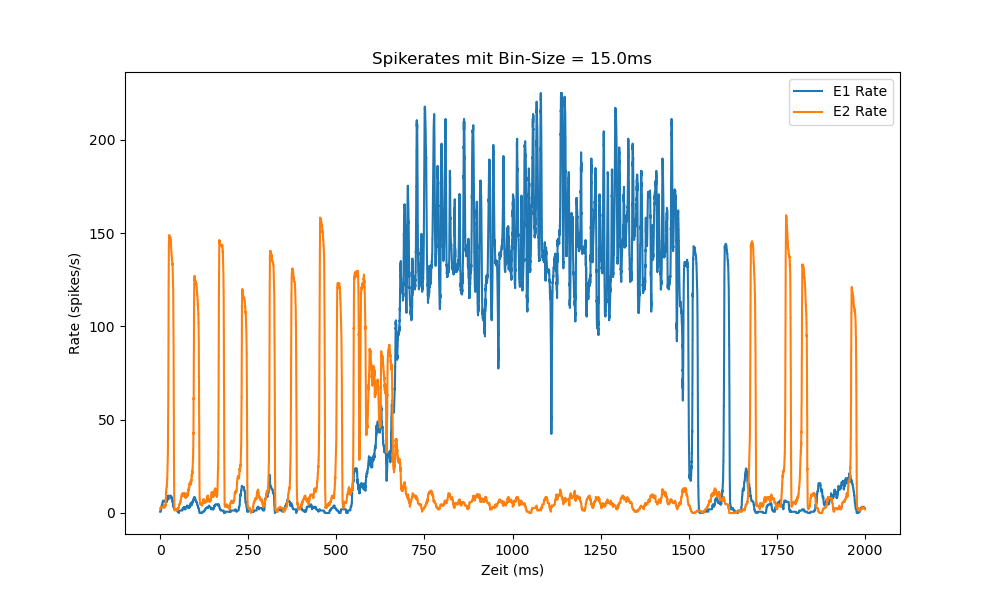 Spikerates mit Bin-Size = 15.0ms
E1 Rate
E2 Rate
200
150
100
50
0
Rate (spikes/s)
0 250 500 750 1000 1250 1500 1750 2000
Zeit (ms)